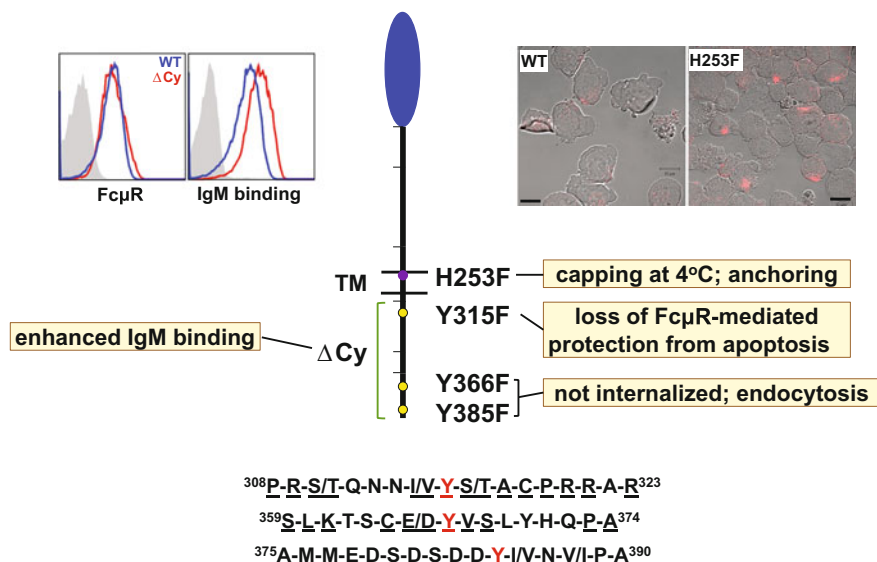 WT
ΔCy
FcμR
IgM binding
WT
H253F
TM
H253F
capping at 4°C; anchoring
Y315F
loss of FcμR-mediated
protection from apoptosis
enhanced IgM binding
ΔCy
Y366F
Y385F
not internalized; endocytosis
³⁰⁸P-R-S/T-Q-N-N-I/V-Y-S/T-A-C-P-R-R-A-R³²³
³⁵⁹S-L-K-T-S-C-E/D-Y-V-S-L-Y-H-Q-P-A³⁷⁴
³⁷⁵A-M-M-E-D-S-D-S-D-D-Y-I/V-N-V/I-P-A³⁹⁰